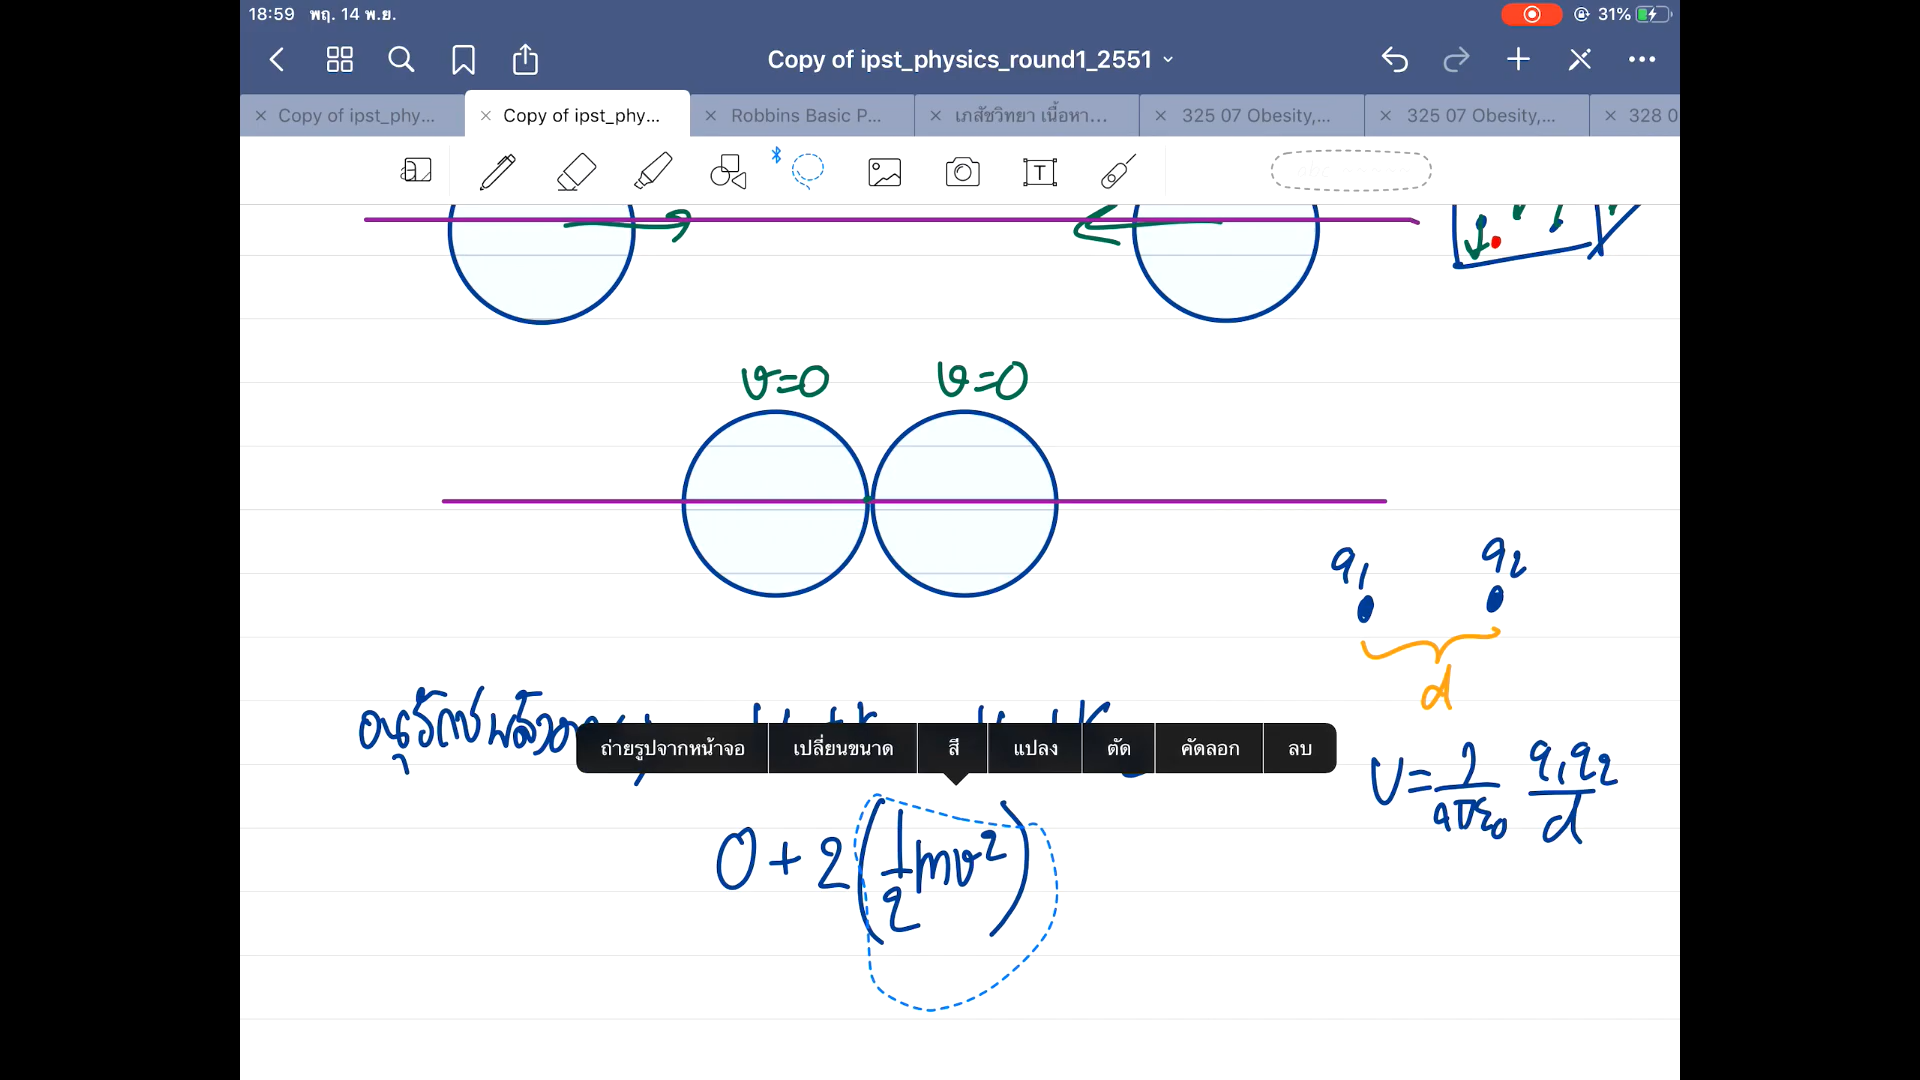 18:59 พฤ. 14 พ.ย. 31%
Copy of ipst_physics_round1_2551
Copy of ipst_phy... Copy of ipst_phy... Robbins Basic P... เภสัชวิทยา เนื้อหา... 325 07 Obesity,... 325 07 Obesity,... 328 0
T
v=0 v=0
q1 q2
d
อนุรักษ์พลังงาน
ถ่ายรูปจากหน้าจอ เปลี่ยนขนาด สี แปลง ตัด คัดลอก ลบ
U = 1/4πε0 q1q2/d
0 + 2(1/2 mv²)